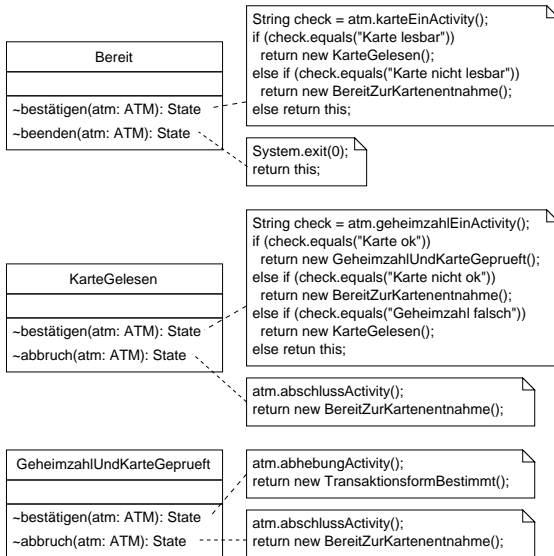 Bereit
~bestätigen(atm: ATM): State
~beenden(atm: ATM): State
String check = atm.karteEinActivity();
if (check.equals("Karte lesbar"))
return new KarteGelesen();
else if (check.equals("Karte nicht lesbar"))
return new BereitZurKartenentnahme();
else return this;
System.exit(0);
return this;
KarteGelesen
~bestätigen(atm: ATM): State
~abbruch(atm: ATM): State
String check = atm.geheimzahlEinActivity();
if (check.equals("Karte ok"))
return new GeheimzahlUndKarteGeprueft();
else if (check.equals("Karte nicht ok"))
return new BereitZurKartenentnahme();
else if (check.equals("Geheimzahl falsch"))
return new KarteGelesen();
else retun this;
atm.abschlussActivity();
return new BereitZurKartenentnahme();
GeheimzahlUndKarteGeprueft
~bestätigen(atm: ATM): State
~abbruch(atm: ATM): State
atm.abhebungActivity();
return new TransaktionsformBestimmt();
atm.abschlussActivity();
return new BereitZurKartenentnahme();